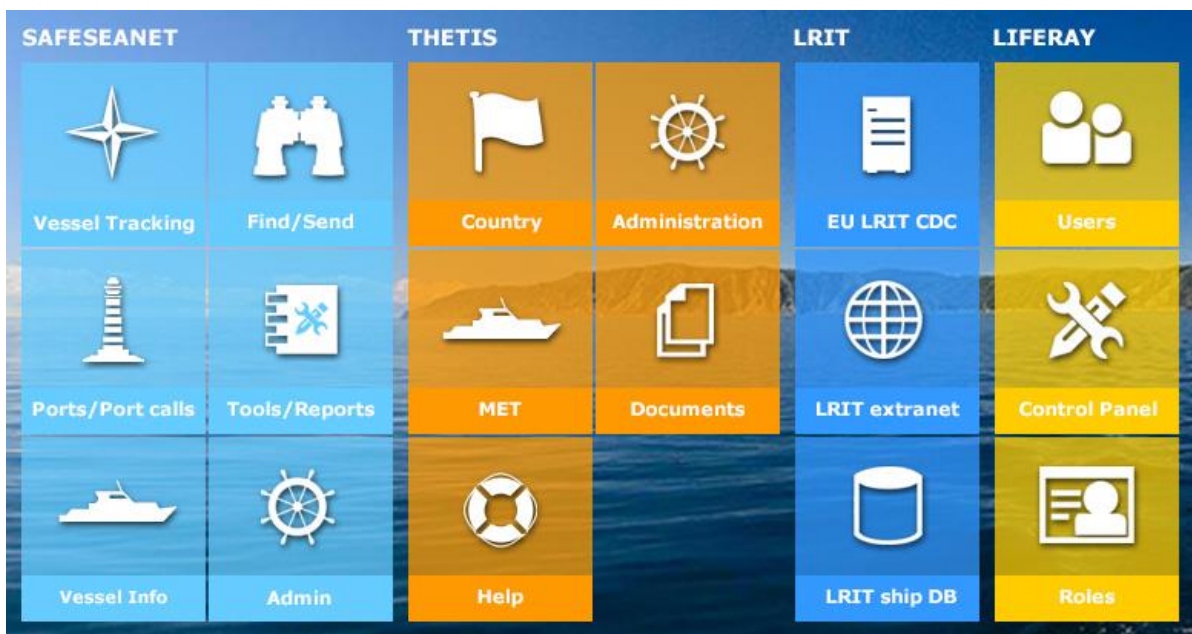 SAFESEANET THETIS LRIT LIFERAY
Vessel Tracking Find/Send Country Administration EU LRIT CDC Users
Ports/Port calls Tools/Reports MET Documents LRIT extranet Control Panel
Vessel Info Admin Help LRIT ship DB Roles